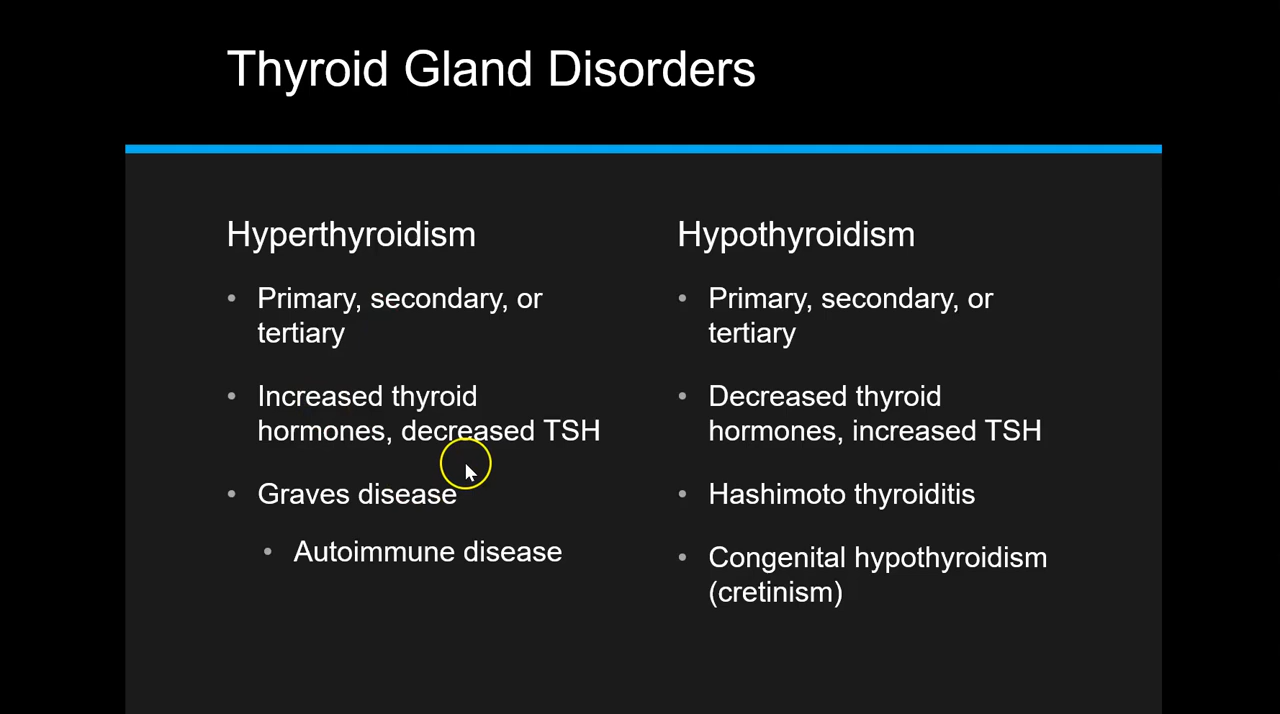 Thyroid Gland Disorders
Hyperthyroidism
• Primary, secondary, or
tertiary
• Increased thyroid
hormones, decreased TSH
• Graves disease
• Autoimmune disease
Hypothyroidism
• Primary, secondary, or
tertiary
• Decreased thyroid
hormones, increased TSH
• Hashimoto thyroiditis
• Congenital hypothyroidism
(cretinism)